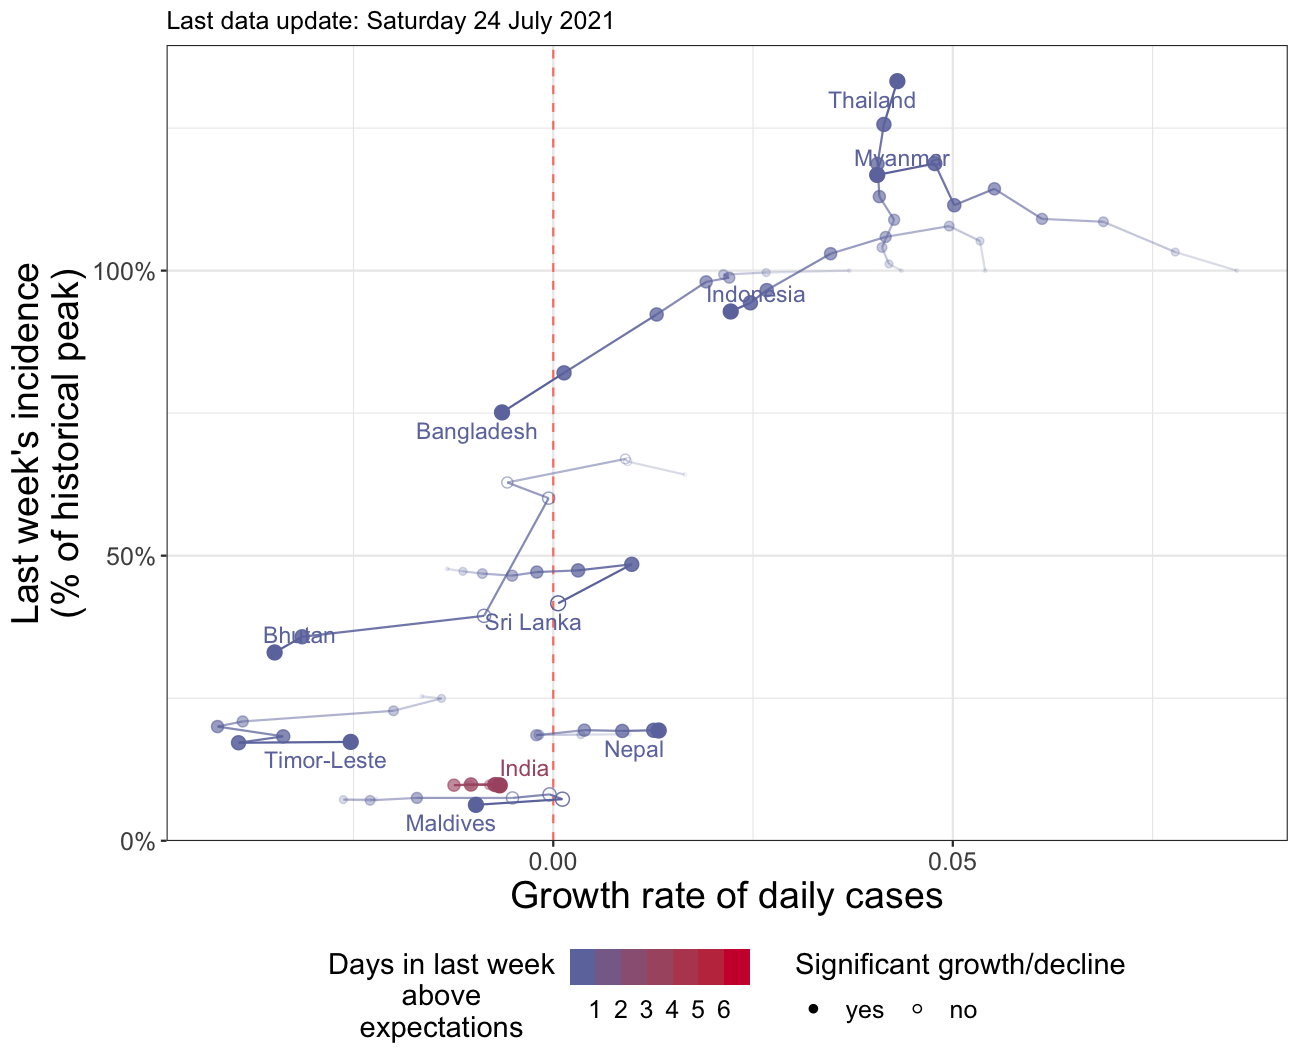 Last data update: Saturday 24 July 2021
Thailand
Myanmar
100%
Indonesia
Last week's incidence
(% of historical peak)
Bangladesh
50%
Sri Lanka
Bhutan
Nepal
Timor-Leste
India
Maldives
0%
0.00
0.05
Growth rate of daily cases
Days in last week
above
expectations
1 2 3 4 5 6
Significant growth/decline
yes
no